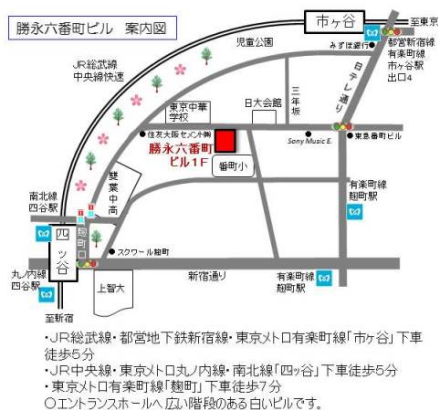 勝永六番町ビル 案内図
市ヶ谷
至東京
児童公園
みずほ銀行
都営新宿線
有楽町線
市ヶ谷駅
出口4
JR総武線
中央線快速
日テレ通り
三年坂
日大会館
東京中華
学校
住友大阪セメント㈱
勝永六番町
ビル1F
番町小
Sony Music E.
東急番町ビル
雙葉中高
南北線
四谷駅
有楽町線
麹町駅
四ッ谷
麹町口
スクワール麹町
丸ノ内線
四谷駅
新宿通り
上智大
有楽町線
麹町駅
至新宿
・JR総武線・都営地下鉄新宿線・東京メトロ有楽町線「市ヶ谷」下車
徒歩5分
・JR中央線・東京メトロ丸ノ内線・南北線「四ッ谷」下車徒歩5分
・東京メトロ有楽町線「麹町」下車徒歩7分
○エントランスホールへ広い階段のある白いビルです。